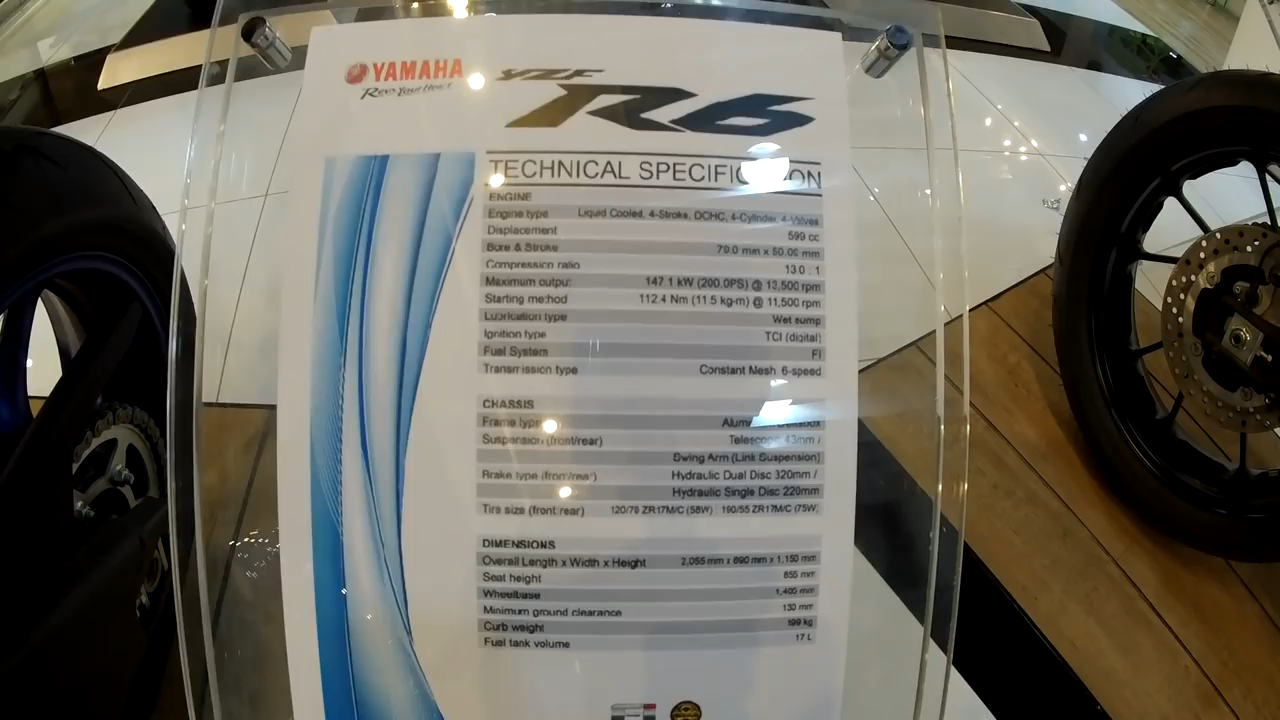 YAMAHA
Revs Your Heart
YZF
R6
TECHNICAL SPECIFICATION
ENGINE
Engine type Liquid Cooled, 4-Stroke, DOHC, 4-Cylinder, 4-Valves
Displacement 599 cc
Bore & Stroke 79.0 mm x 50.05 mm
Compression ratio 13.0 : 1
Maximum output 147.1 kW (200.0PS) @ 13,500 rpm
Starting method 112.4 Nm (11.5 kg-m) @ 11,500 rpm
Lubrication type Wet sump
Ignition type TCI (digital)
Fuel System FI
Transmission type Constant Mesh, 6-speed
CHASSIS
Frame type
Suspension (front/rear) Telescopic 43mm /
Swing Arm (Link Suspension)
Brake type (front/rear) Hydraulic Dual Disc 320mm /
Hydraulic Single Disc 220mm
Tire size (front/rear) 120/70 ZR17M/C (58W) 190/55 ZR17M/C (75W)
DIMENSIONS
Overall Length x Width x Height 2,055 mm x 690 mm x 1,150 mm
Seat height 855 mm
Wheelbase 1,405 mm
Minimum ground clearance 130 mm
Curb weight 199 kg
Fuel tank volume 17 L